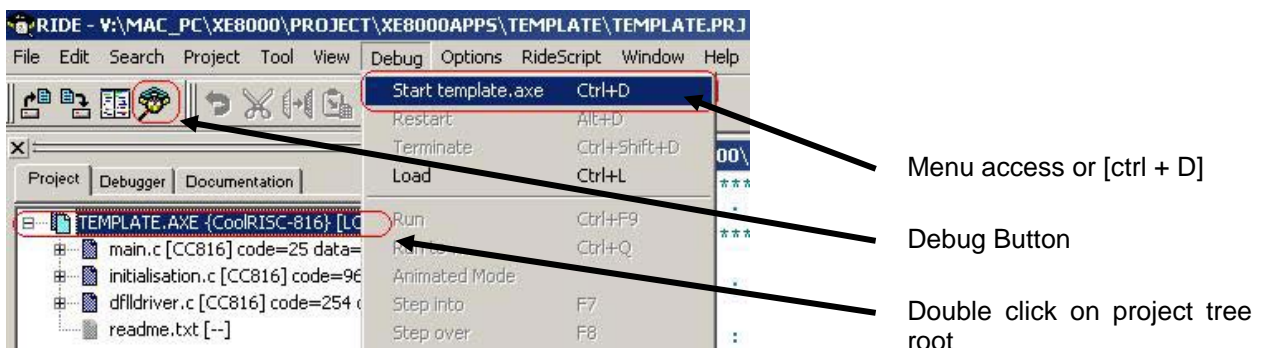 RIDE - V:\MAC_PC\XE8000\PROJECT\XE8000APPS\TEMPLATE\TEMPLATE.PRJ
File Edit Search Project Tool View Debug Options RideScript Window Help
Start template.axe Ctrl+D
Restart Alt+D
Terminate Ctrl+Shift+D
Load Ctrl+L
Run Ctrl+F9
Ctrl+Q
Animated Mode
Step into F7
Step over F8
Project Debugger Documentation
TEMPLATE.AXE {CoolRISC-816} [LO
main.c [CC816] code=25 data=
initialisation.c [CC816] code=96
dflldriver.c [CC816] code=254
readme.txt [--]
00\
***
***
Menu access or [ctrl + D]
Debug Button
Double click on project tree
root